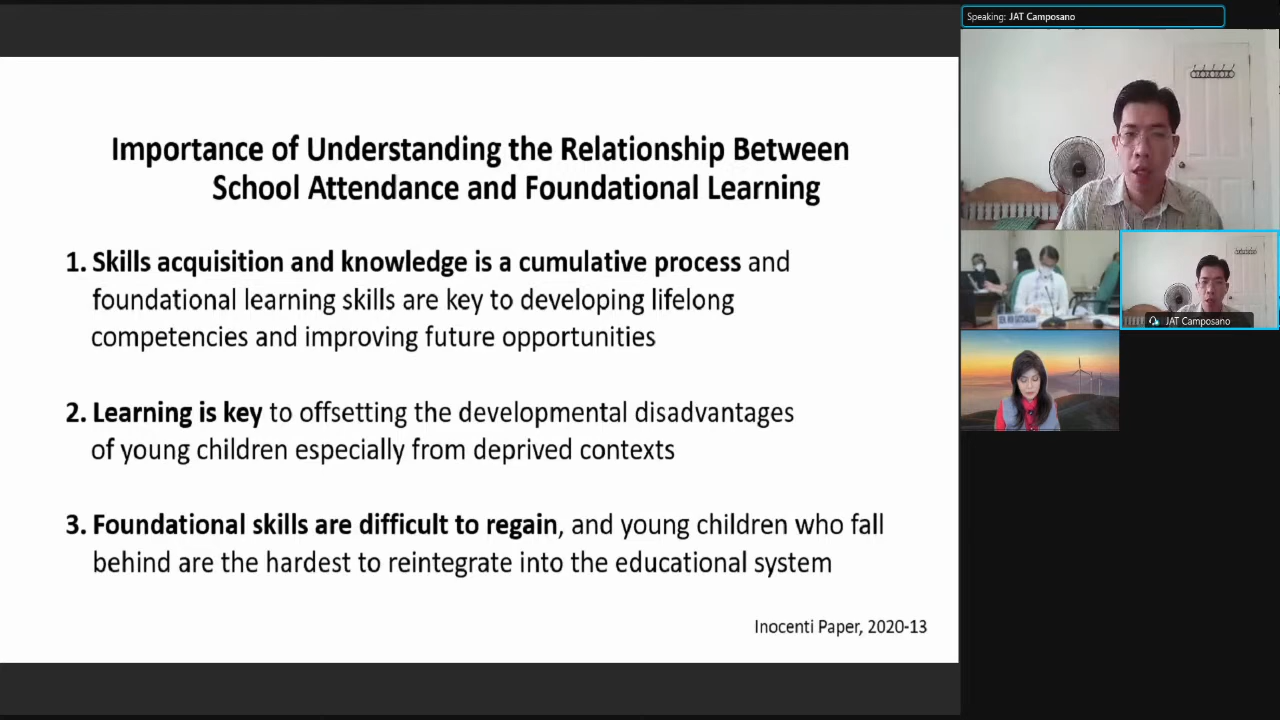 Importance of Understanding the Relationship Between
School Attendance and Foundational Learning
1. Skills acquisition and knowledge is a cumulative process and
foundational learning skills are key to developing lifelong
competencies and improving future opportunities
2. Learning is key to offsetting the developmental disadvantages
of young children especially from deprived contexts
3. Foundational skills are difficult to regain, and young children who fall
behind are the hardest to reintegrate into the educational system
Inocenti Paper, 2020-13
Speaking: JAT Camposano
JAT Camposano